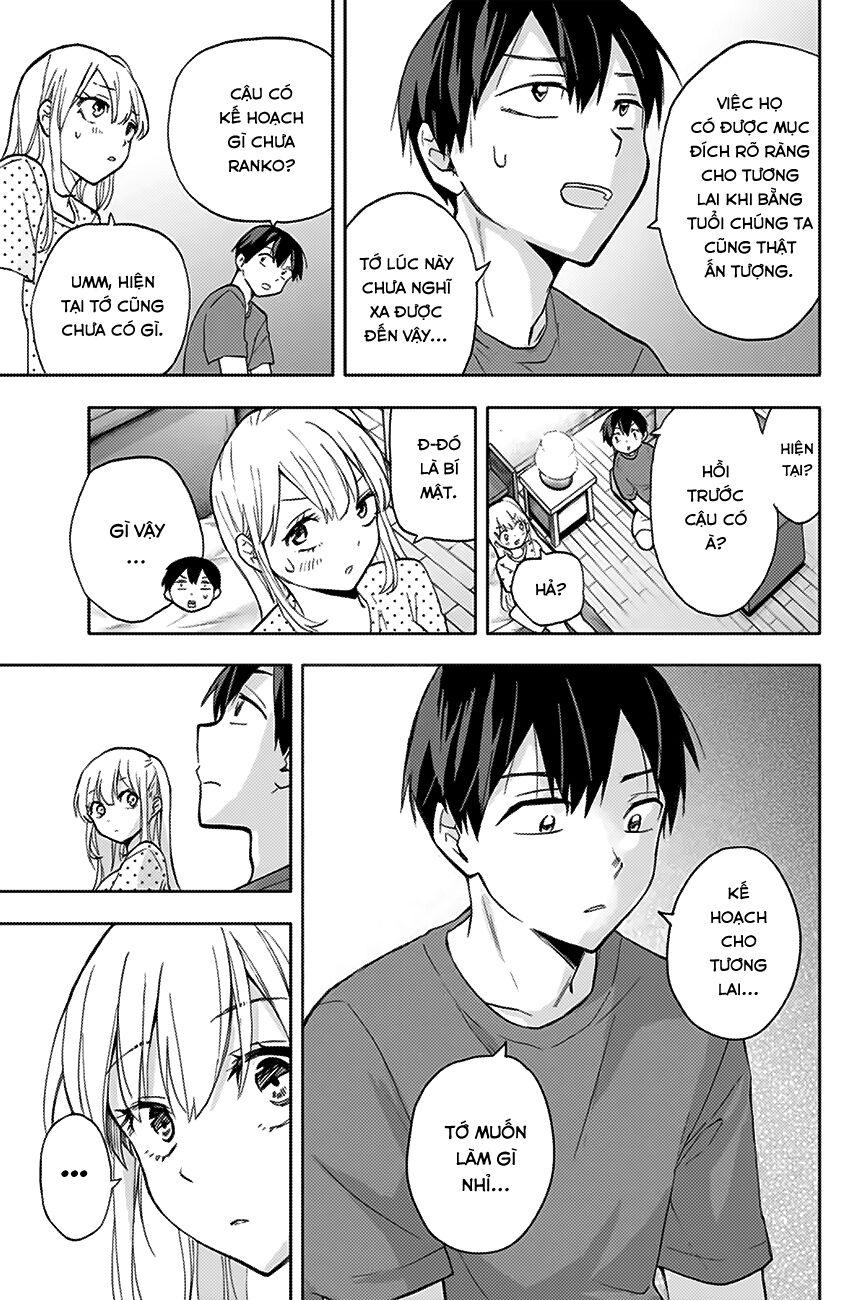 VIỆC HỌ
CÓ ĐƯỢC MỤC
ĐÍCH RÕ RÀNG
CHO TƯƠNG
LAI KHI BẰNG
TUỔI CHÚNG TA
CŨNG THẬT
ẤN TƯỢNG.
TỚ LÚC NÀY
CHƯA NGHĨ
XA ĐƯỢC
ĐẾN VẬY...
CẬU CÓ
KẾ HOẠCH
GÌ CHƯA
RANKO?
UMM, HIỆN
TẠI TỚ CŨNG
CHƯA CÓ GÌ.
HIỆN
TẠI?
HỒI
TRƯỚC
CẬU CÓ
À?
HẢ?
Đ-ĐÓ
LÀ BÍ
MẬT.
GÌ VẬY
...
KẾ
HOẠCH
CHO
TƯƠNG
LAI...
TỚ MUỐN
LÀM GÌ
NHỈ...
...